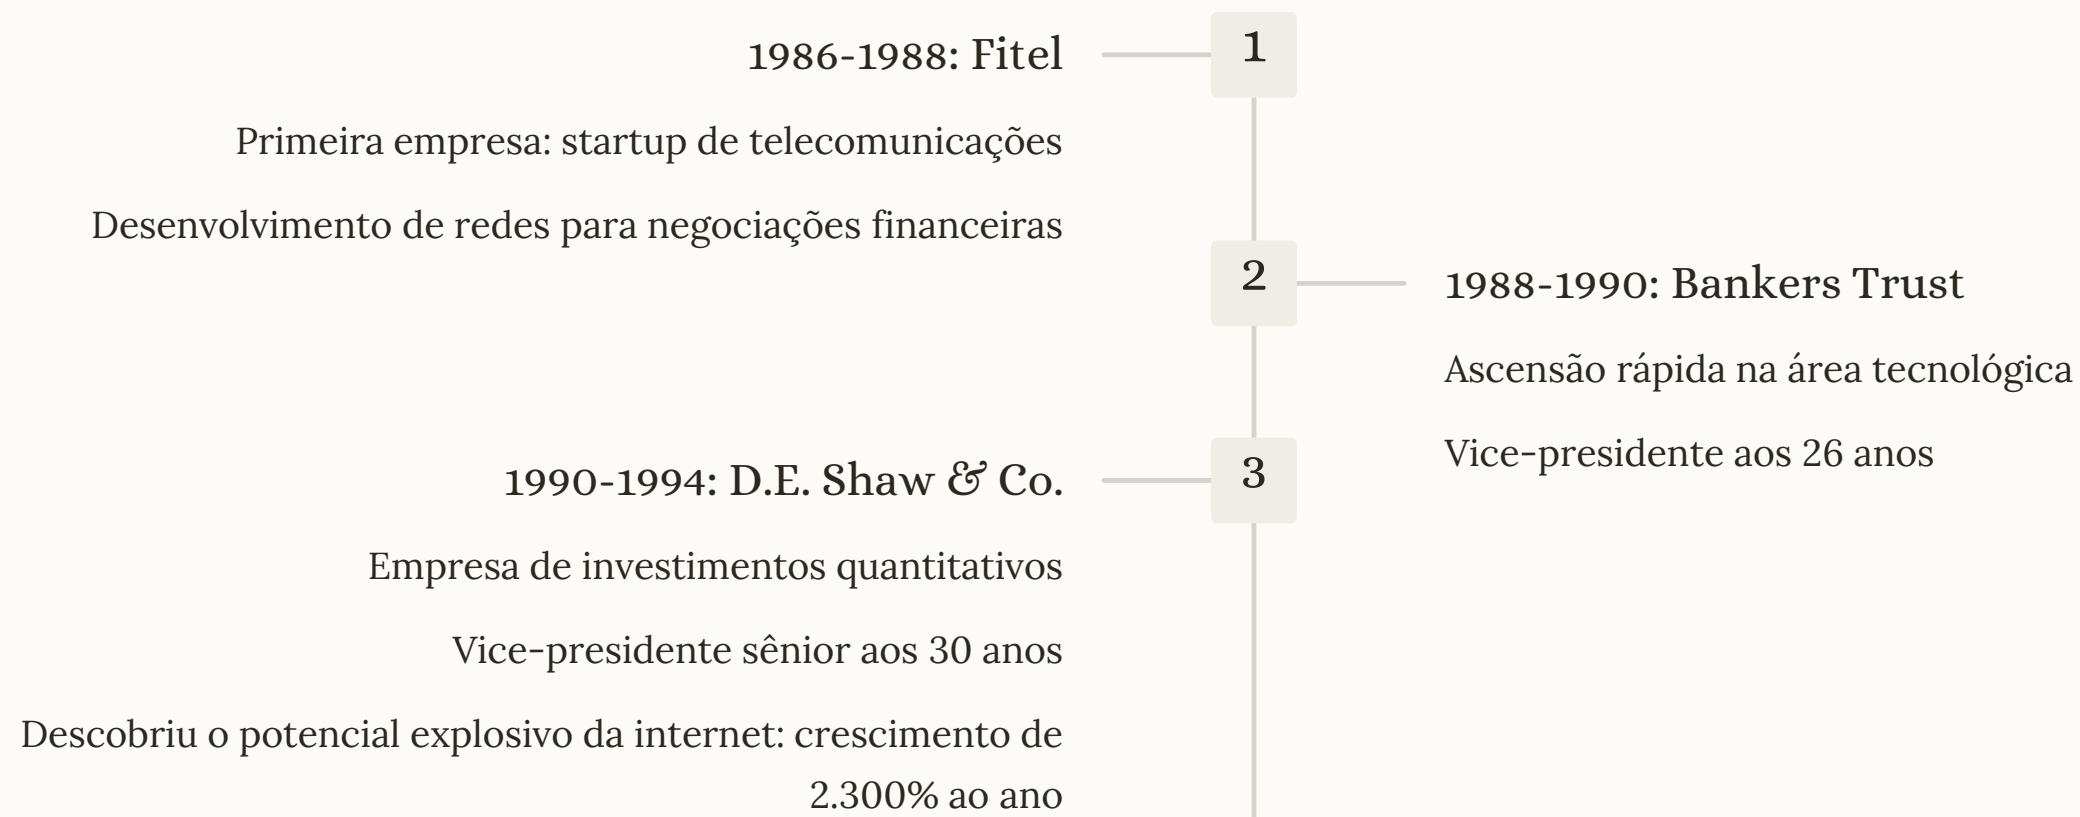 1986-1988: Fitel
1
Primeira empresa: startup de telecomunicações
Desenvolvimento de redes para negociações financeiras
2
1988-1990: Bankers Trust
Ascensão rápida na área tecnológica
Vice-presidente aos 26 anos
1990-1994: D.E. Shaw & Co.
3
Empresa de investimentos quantitativos
Vice-presidente sênior aos 30 anos
Descobriu o potencial explosivo da internet: crescimento de
2.300% ao ano